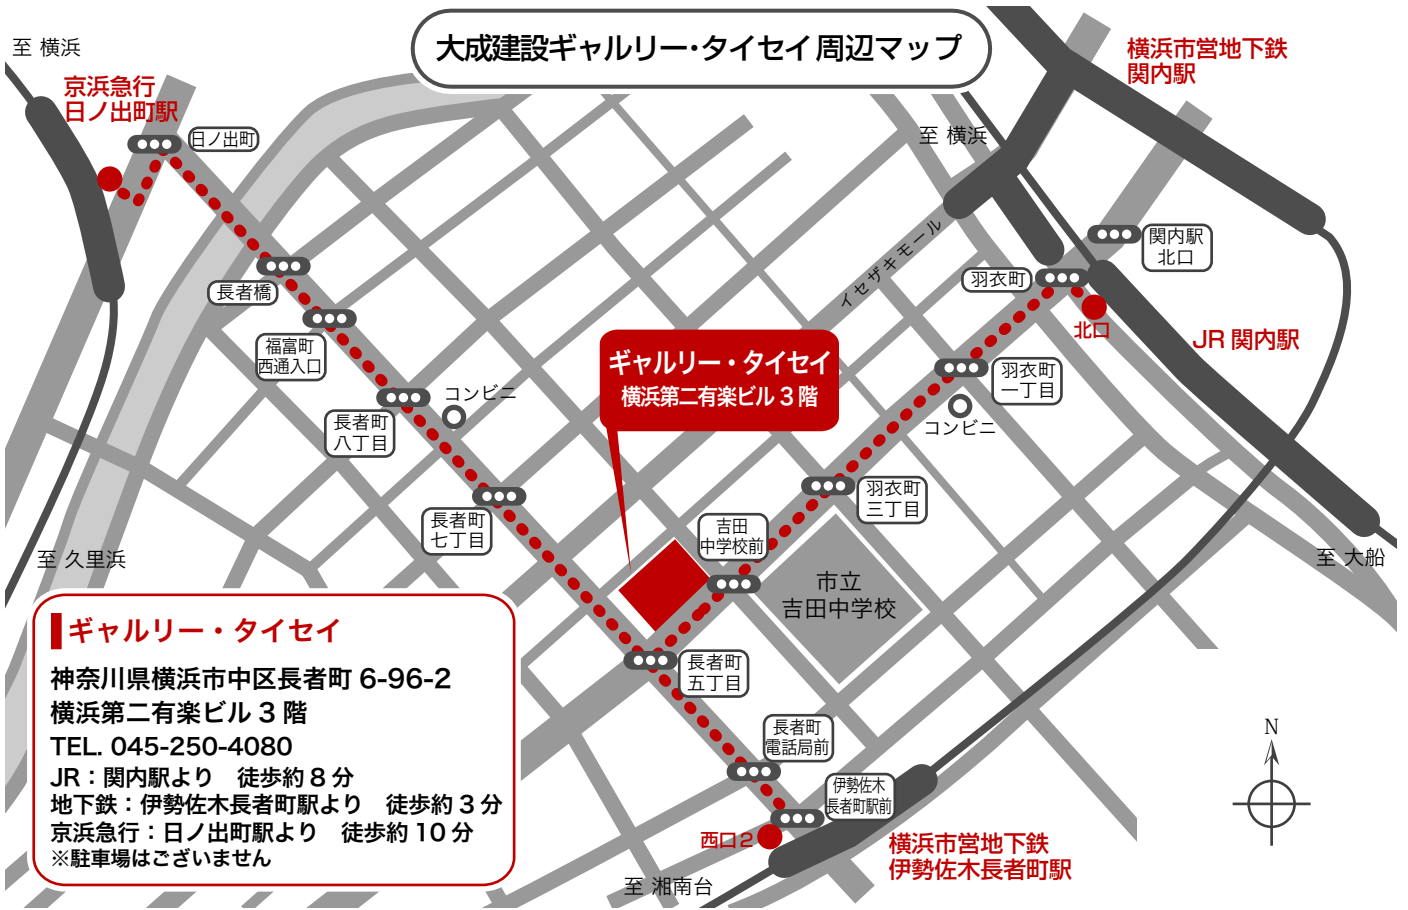 大成建設ギャルリー・タイセイ 周辺マップ
至 横浜
京浜急行
日ノ出町駅
日ノ出町
横浜市営地下鉄
関内駅
至 横浜
イセザキモール
関内駅
北口
羽衣町
北口
JR 関内駅
長者橋
福富町
西通入口
ギャルリー・タイセイ
横浜第二有楽ビル 3 階
羽衣町
一丁目
コンビニ
コンビニ
長者町
八丁目
羽衣町
三丁目
長者町
七丁目
吉田
中学校前
至 久里浜
至 大船
市立
吉田中学校
長者町
五丁目
長者町
電話局前
伊勢佐木
長者町駅前
西口2
横浜市営地下鉄
伊勢佐木長者町駅
至 湘南台
N
ギャルリー・タイセイ
神奈川県横浜市中区長者町 6-96-2
横浜第二有楽ビル 3 階
TEL. 045-250-4080
JR：関内駅より　徒歩約 8 分
地下鉄：伊勢佐木長者町駅より　徒歩約 3 分
京浜急行：日ノ出町駅より　徒歩約 10 分
※駐車場はございません